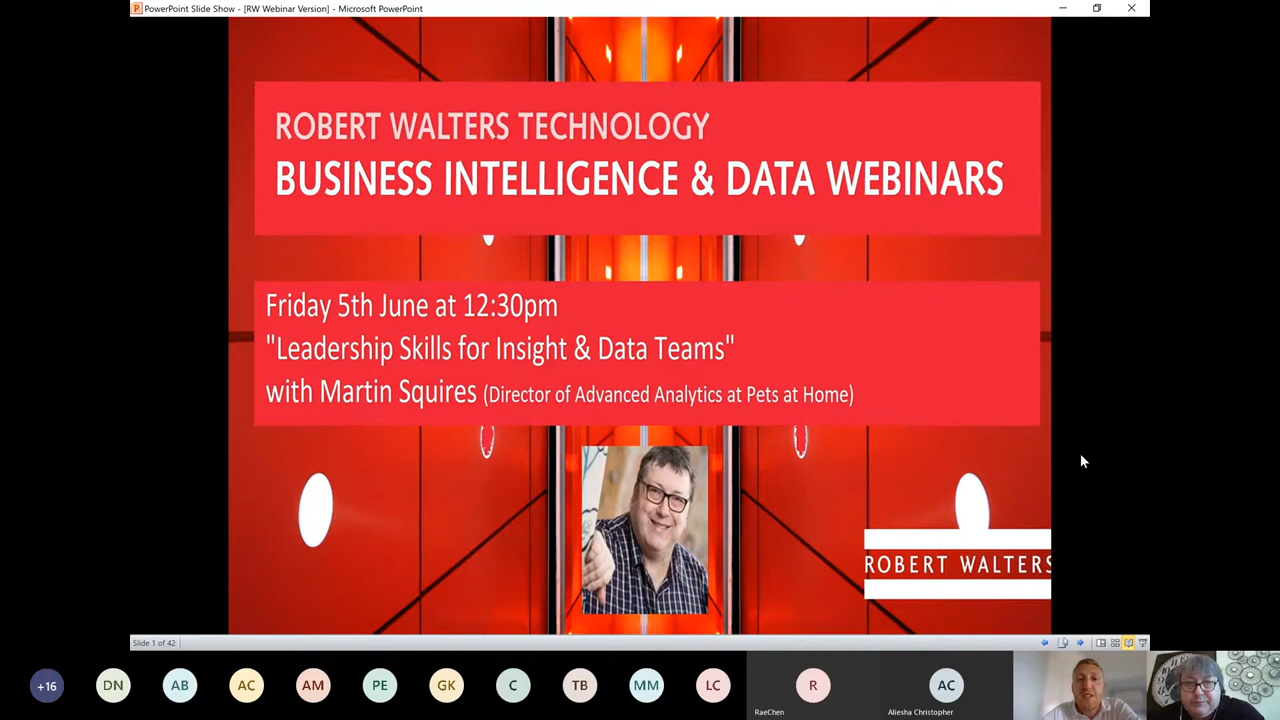 PowerPoint Slide Show - [RW Webinar Version] - Microsoft PowerPoint
ROBERT WALTERS TECHNOLOGY
BUSINESS INTELLIGENCE & DATA WEBINARS
Friday 5th June at 12:30pm
"Leadership Skills for Insight & Data Teams"
with Martin Squires (Director of Advanced Analytics at Pets at Home)
ROBERT WALTERS
Slide 1 of 42
+16
DN
AB
AC
AM
PE
GK
C
TB
MM
LC
R
AC
RaeChen
Aliesha Christopher